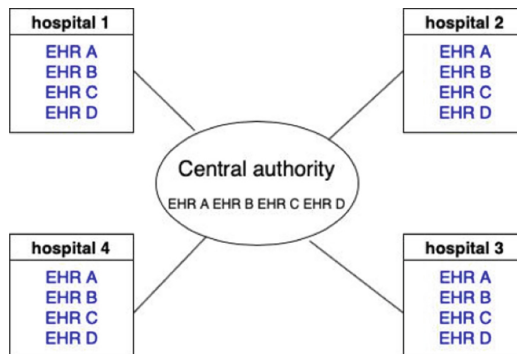 hospital 1
EHR A
EHR B
EHR C
EHR D
hospital 2
EHR A
EHR B
EHR C
EHR D
Central authority
EHR A EHR B EHR C EHR D
hospital 4
EHR A
EHR B
EHR C
EHR D
hospital 3
EHR A
EHR B
EHR C
EHR D